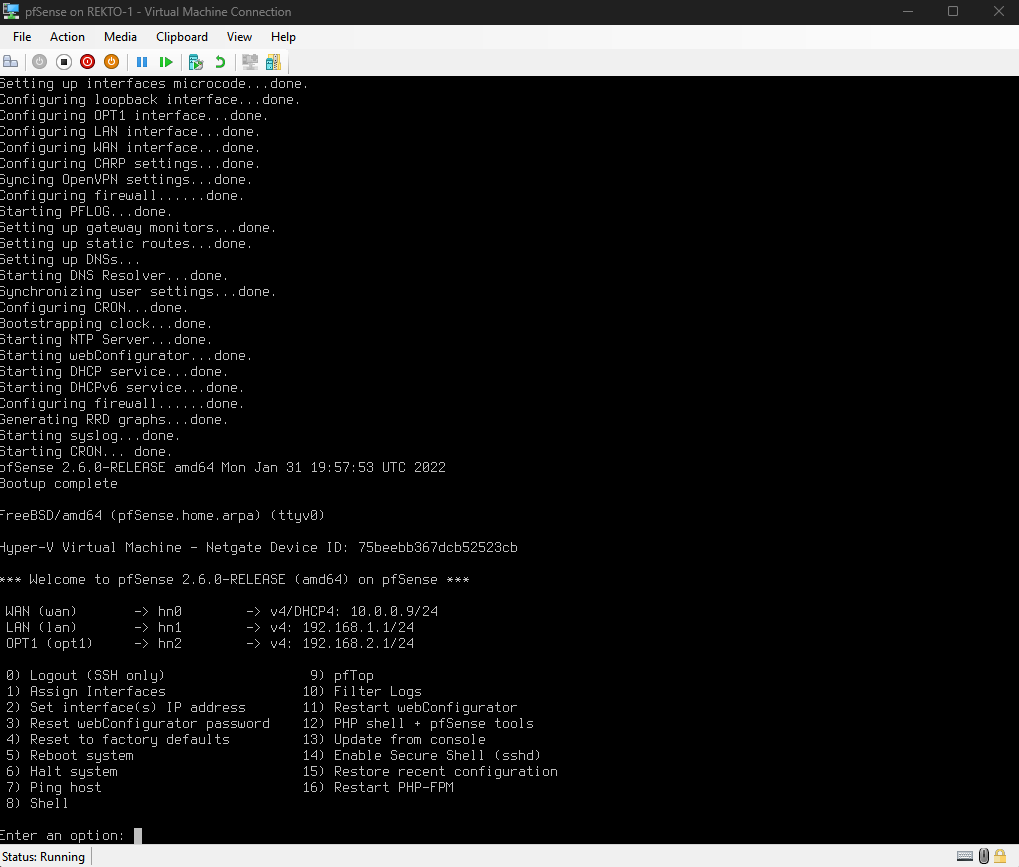 pfSense on REKTO-1 - Virtual Machine Connection
File Action Media Clipboard View Help
Setting up interfaces microcode...done.
Configuring loopback interface...done.
Configuring OPT1 interface...done.
Configuring LAN interface...done.
Configuring WAN interface...done.
Configuring CARP settings...done.
Syncing OpenVPN settings...done.
Configuring firewall......done.
Starting PFLOG...done.
Setting up gateway monitors...done.
Setting up static routes...done.
Setting up DNSs...
Starting DNS Resolver...done.
Synchronizing user settings...done.
Configuring CRON...done.
Bootstrapping clock...done.
Starting NTP Server...done.
Starting webConfigurator...done.
Starting DHCP service...done.
Starting DHCPv6 service...done.
Configuring firewall......done.
Generating RRD graphs...done.
Starting syslog...done.
Starting CRON... done.
pfSense 2.6.0-RELEASE amd64 Mon Jan 31 19:57:53 UTC 2022
Bootup complete
FreeBSD/amd64 (pfSense.home.arpa) (ttyv0)
Hyper-V Virtual Machine - Netgate Device ID: 75beebb367dcb52523cb
*** Welcome to pfSense 2.6.0-RELEASE (amd64) on pfSense ***
WAN (wan) -> hn0 -> v4/DHCP4: 10.0.0.9/24
LAN (lan) -> hn1 -> v4: 192.168.1.1/24
OPT1 (opt1) -> hn2 -> v4: 192.168.2.1/24
0) Logout (SSH only) 9) pfTop
1) Assign Interfaces 10) Filter Logs
2) Set interface(s) IP address 11) Restart webConfigurator
3) Reset webConfigurator password 12) PHP shell + pfSense tools
4) Reset to factory defaults 13) Update from console
5) Reboot system 14) Enable Secure Shell (sshd)
6) Halt system 15) Restore recent configuration
7) Ping host 16) Restart PHP-FPM
8) Shell
Enter an option:
Status: Running